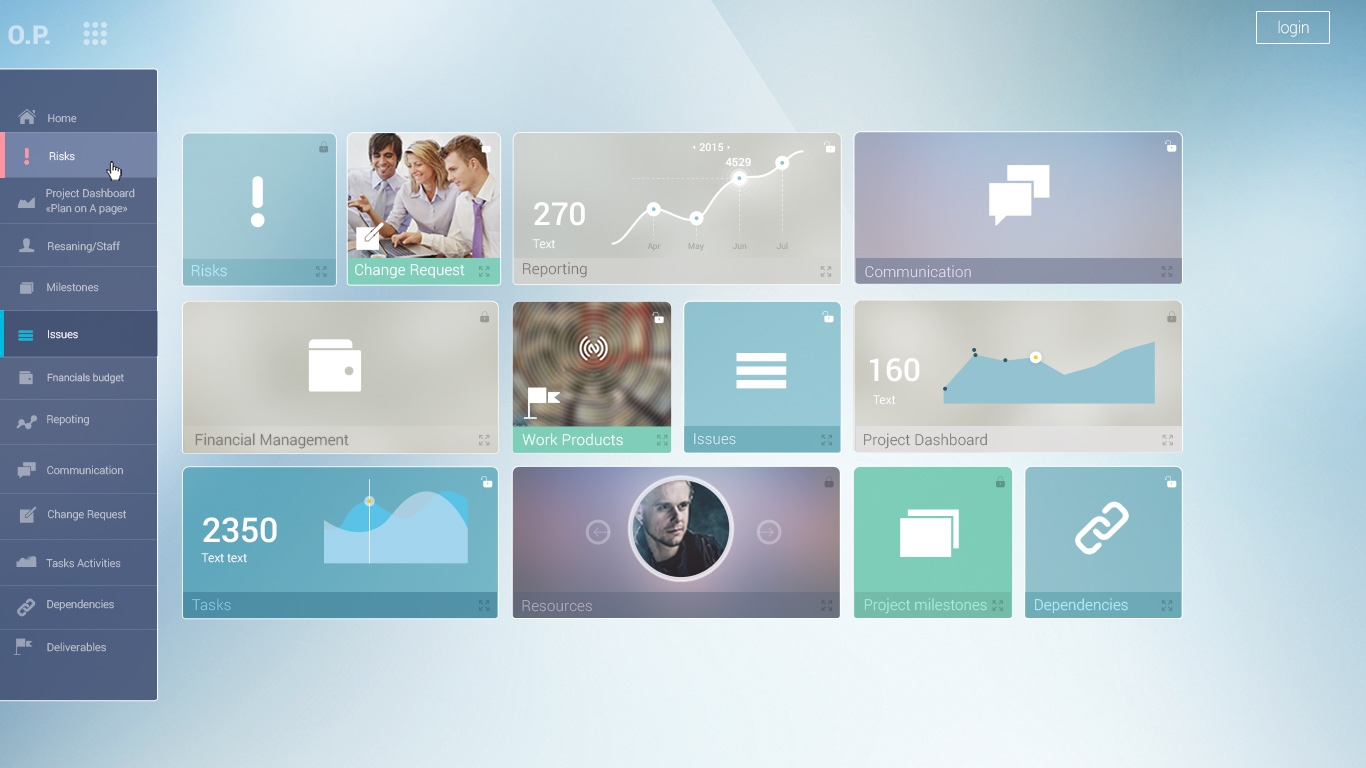 O.P.
login
Home
Risks
Project Dashboard
«Plan on A page»
Resaning/Staff
Milestones
Issues
Financials budget
Repoting
Communication
Change Request
Tasks Activities
Dependencies
Deliverables
Risks
Change Request
2015
4529
270
Text
Apr May Jun Jul
Reporting
Communication
Financial Management
Work Products
Issues
160
Text
Project Dashboard
2350
Text text
Tasks
Resources
Project milestones
Dependencies